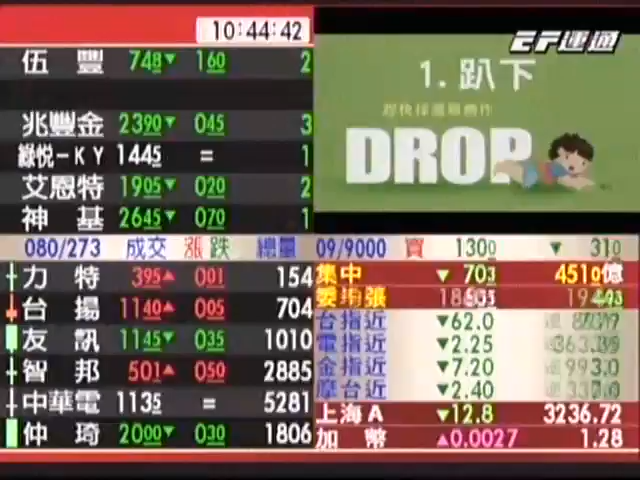 10:44:42
伍豐 748▼ 160 2
兆豐金 2390▼ 045 3
綠悅－KY 1445 = 1
艾恩特 1905▼ 020 2
神基 2645▼ 070 1
080/273 成交 漲跌 總量
力特 395▲ 001 154
台揚 1140▲ 005 704
友訊 1145▼ 035 1010
智邦 501▲ 050 2885
中華電 1135 = 5281
仲琦 2000▼ 030 1806
EF運通
1. 趴下
DROP
09/9000 買 1300 ▼ 310
集中 ▼ 703 4510億
張
台指近 ▼62.0
電指近 ▼2.25
金指近 ▼7.20
摩台近 ▼2.40
上海A ▼12.8 3236.72
加幣 ▲0.0027 1.28